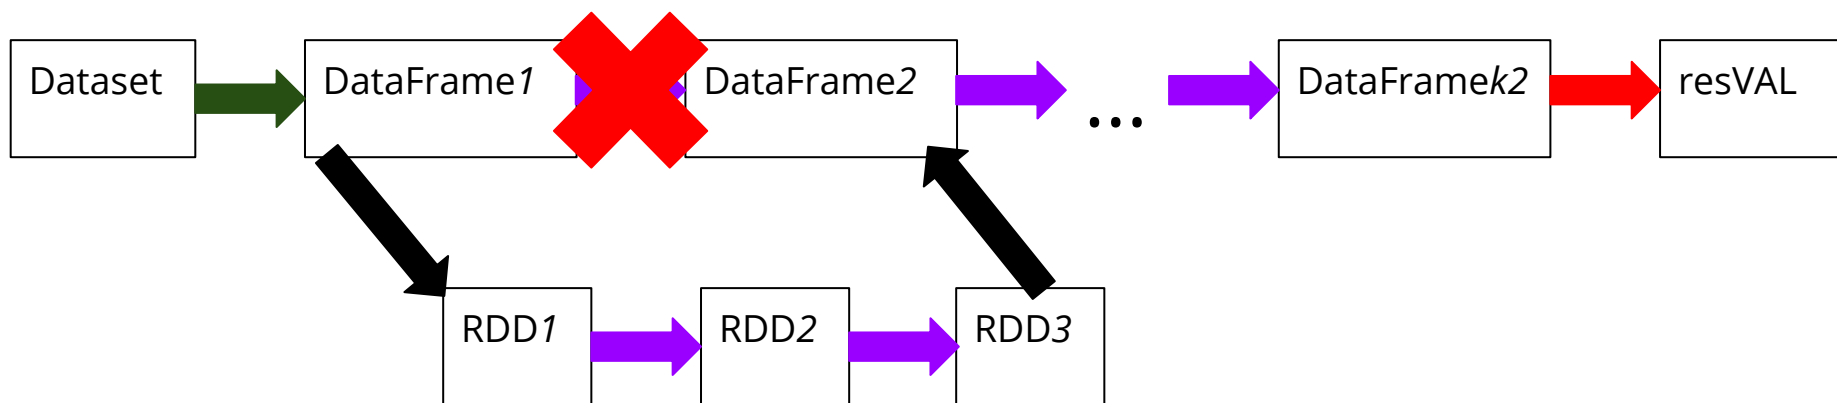 Dataset
DataFrame1
DataFrame2
...
DataFramek2
resVAL
RDD1
RDD2
RDD3